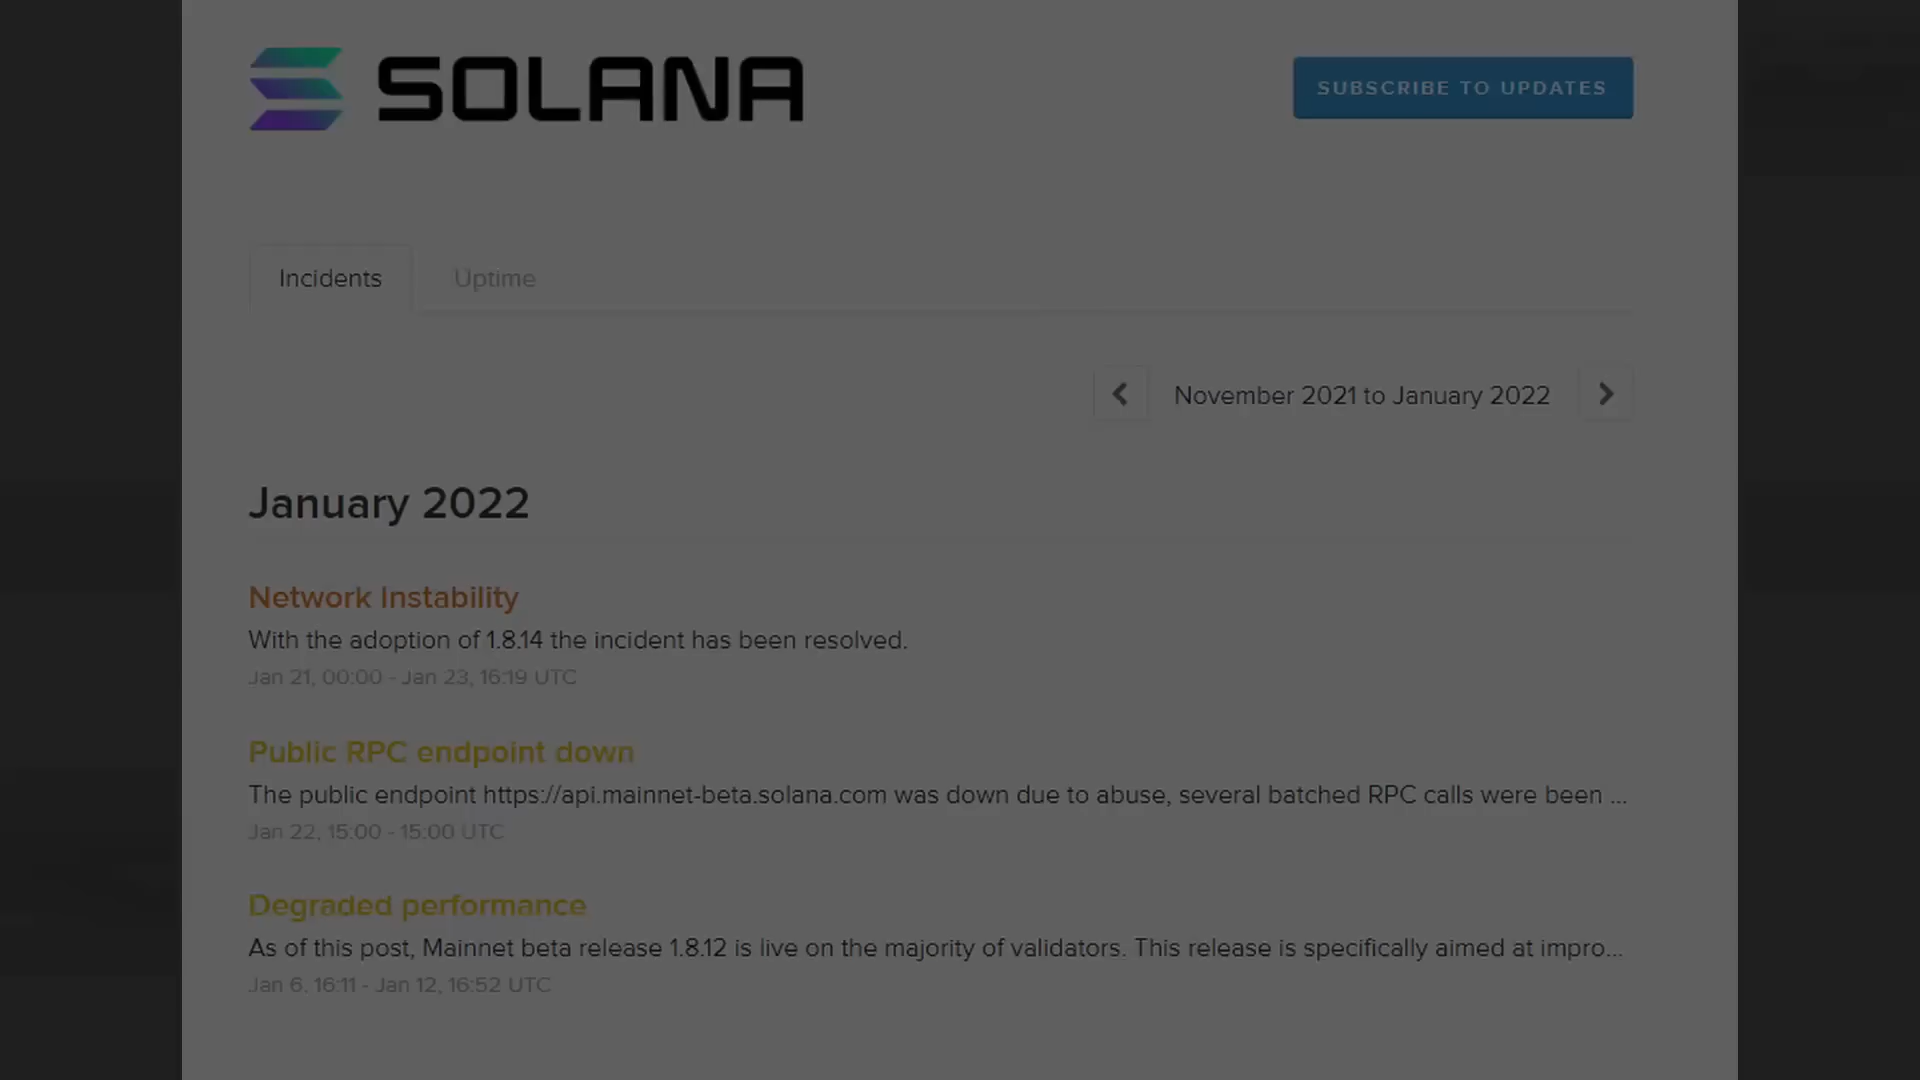 SOLANA
SUBSCRIBE TO UPDATES
Incidents
Uptime
November 2021 to January 2022
January 2022
Network Instability
With the adoption of 1.8.14 the incident has been resolved.
Jan 21, 00:00 - Jan 23, 16:19 UTC
Public RPC endpoint down
The public endpoint https://api.mainnet-beta.solana.com was down due to abuse, several batched RPC calls were been ...
Jan 22, 15:00 - 15:00 UTC
Degraded performance
As of this post, Mainnet beta release 1.8.12 is live on the majority of validators. This release is specifically aimed at impro...
Jan 6, 16:11 - Jan 12, 16:52 UTC